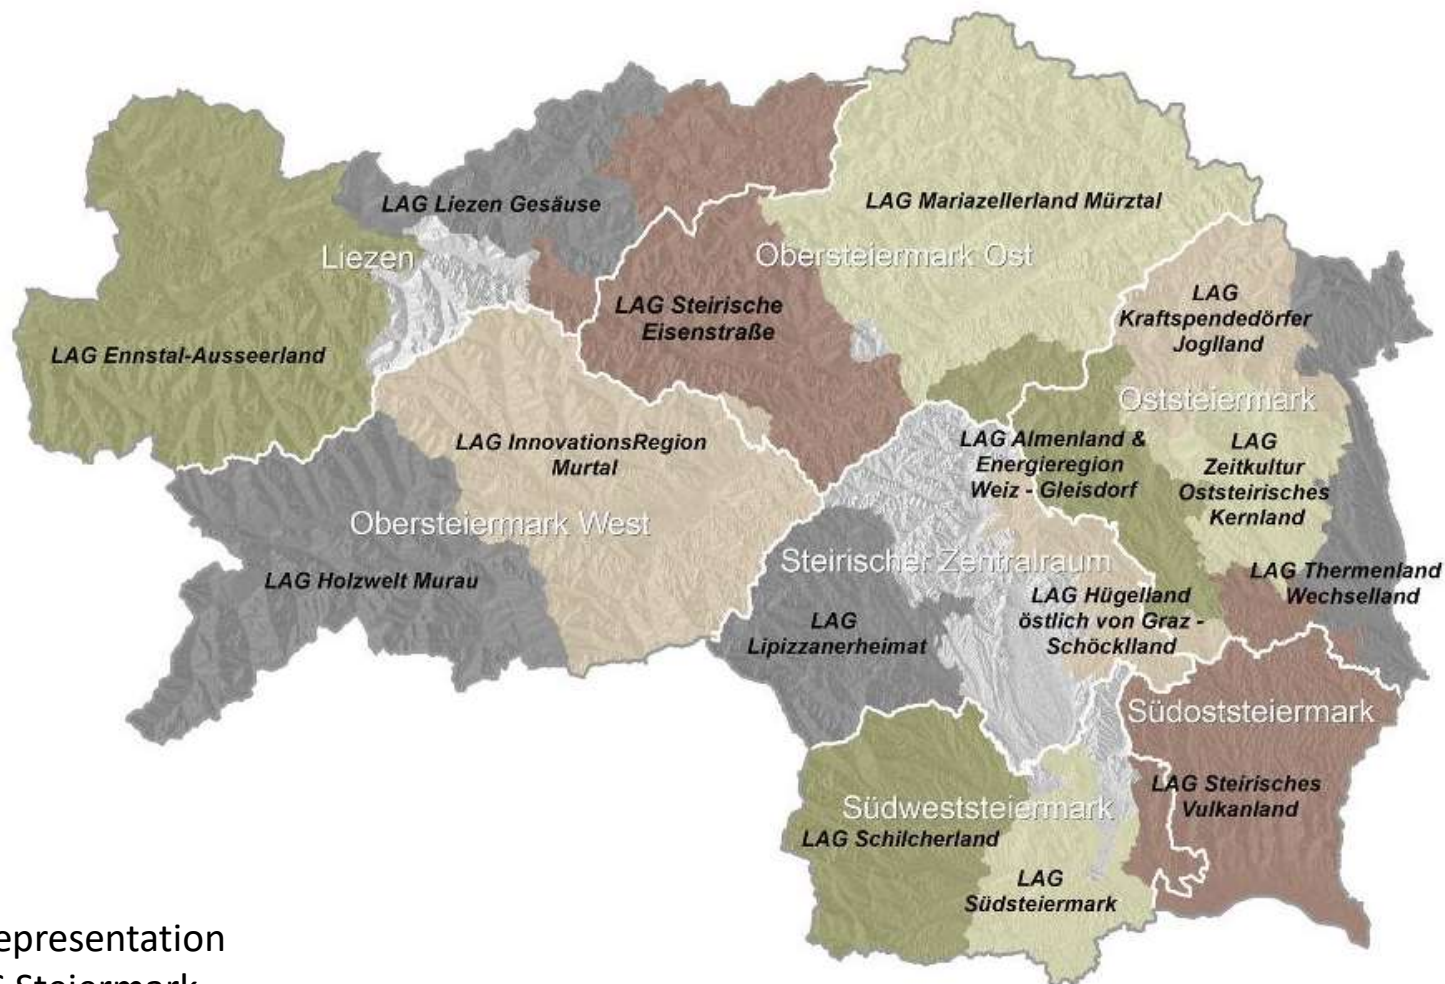 LAG Liezen Gesäuse
LAG Mariazellerland Mürztal
Liezen
Obersteiermark Ost
LAG Steirische
Eisenstraße
LAG
Kraftspendedörfer
Joglland
LAG Ennstal-Ausseerland
Oststeiermark
LAG InnovationsRegion
Murtal
LAG Almenland &
Energieregion
Weiz - Gleisdorf
LAG
Zeitkultur
Oststeirisches
Kernland
Obersteiermark West
Steirischer Zentralraum
LAG Holzwelt Murau
LAG Thermenland
Wechselland
LAG Hügelland
östlich von Graz -
Schöcklland
LAG
Lipizzanerheimat
Südoststeiermark
LAG Steirisches
Vulkanland
Südweststeiermark
LAG Schilcherland
LAG
Südsteiermark
epresentation
Steiermark